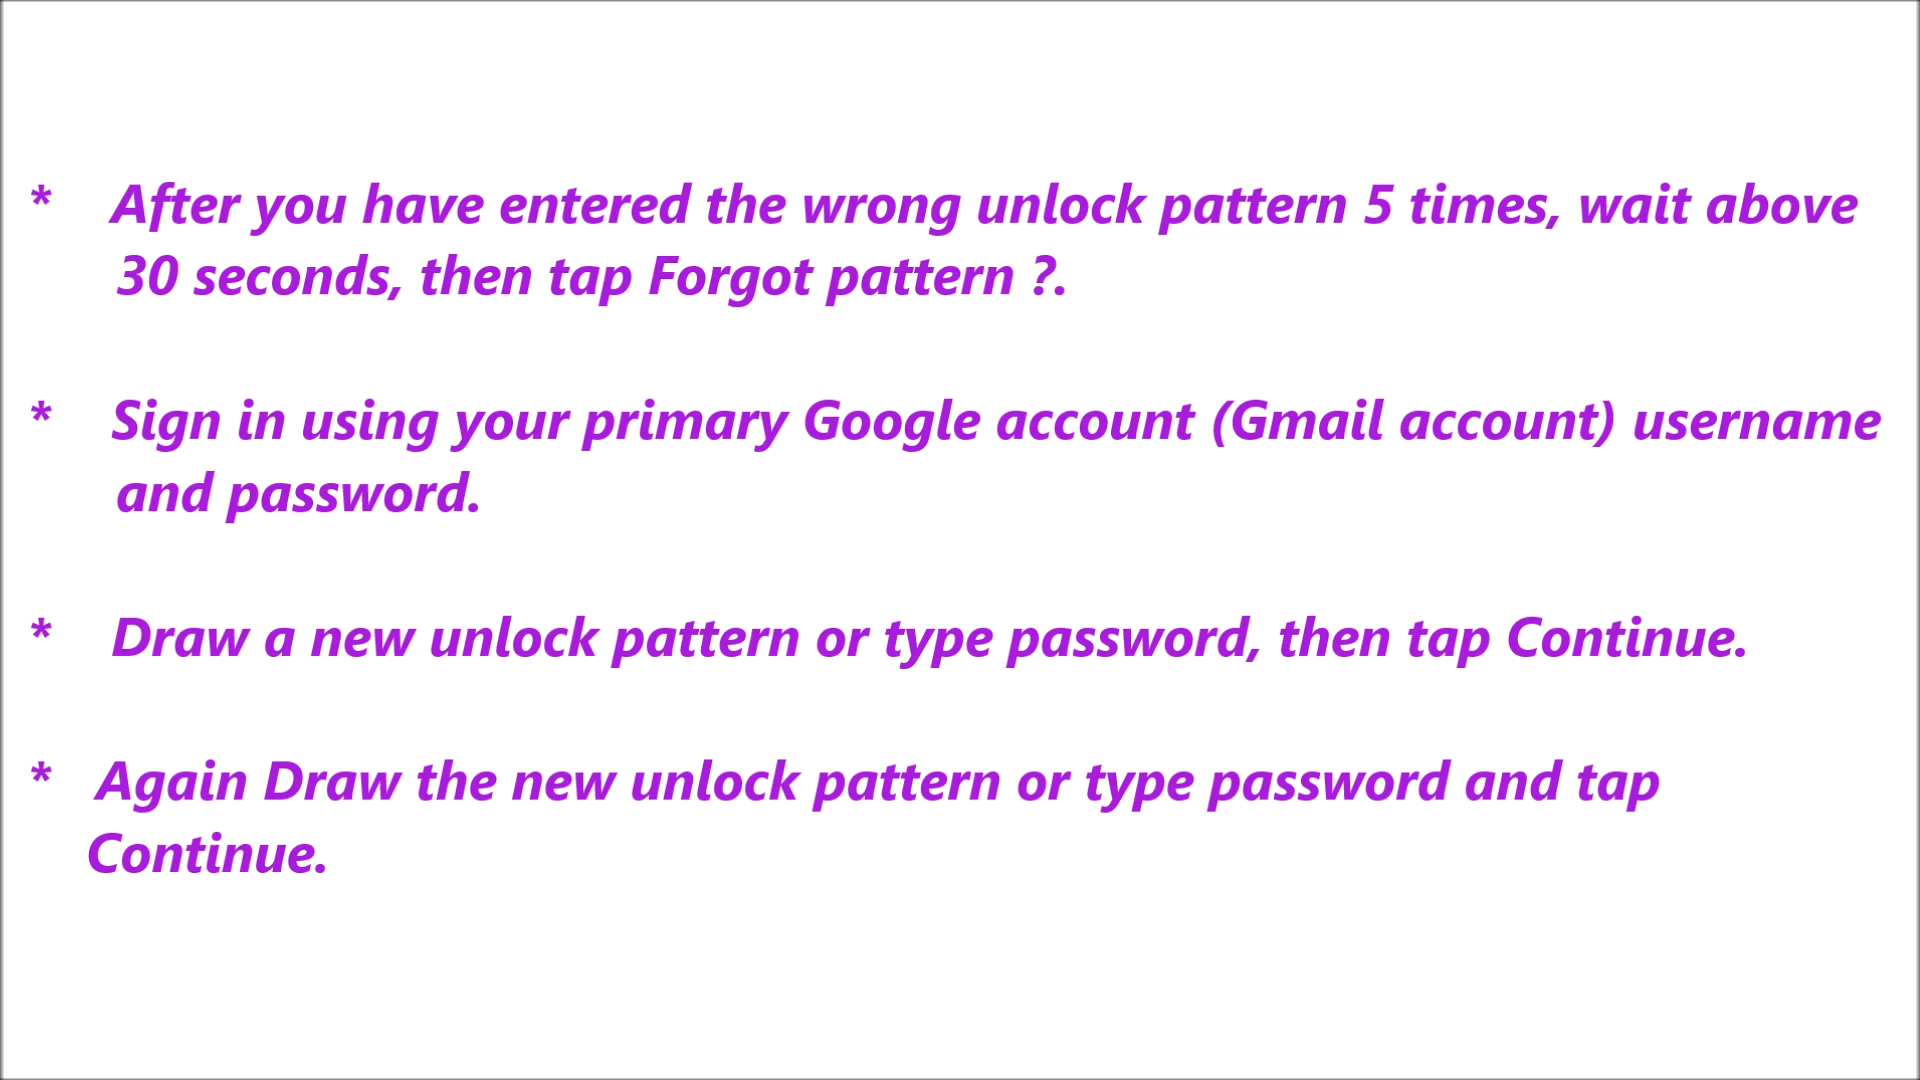 * After you have entered the wrong unlock pattern 5 times, wait above
30 seconds, then tap Forgot pattern ?.
* Sign in using your primary Google account (Gmail account) username
and password.
* Draw a new unlock pattern or type password, then tap Continue.
* Again Draw the new unlock pattern or type password and tap
Continue.